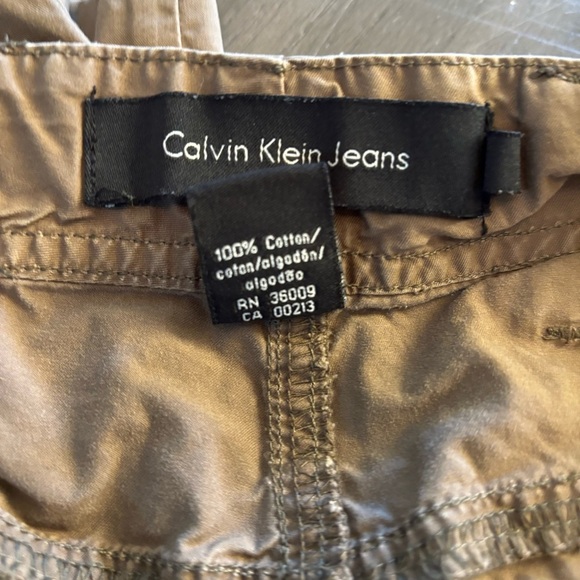 Calvin Klein Jeans
100% Cotton/
coton/algodón/
algodão
RN 36009
CA 00213